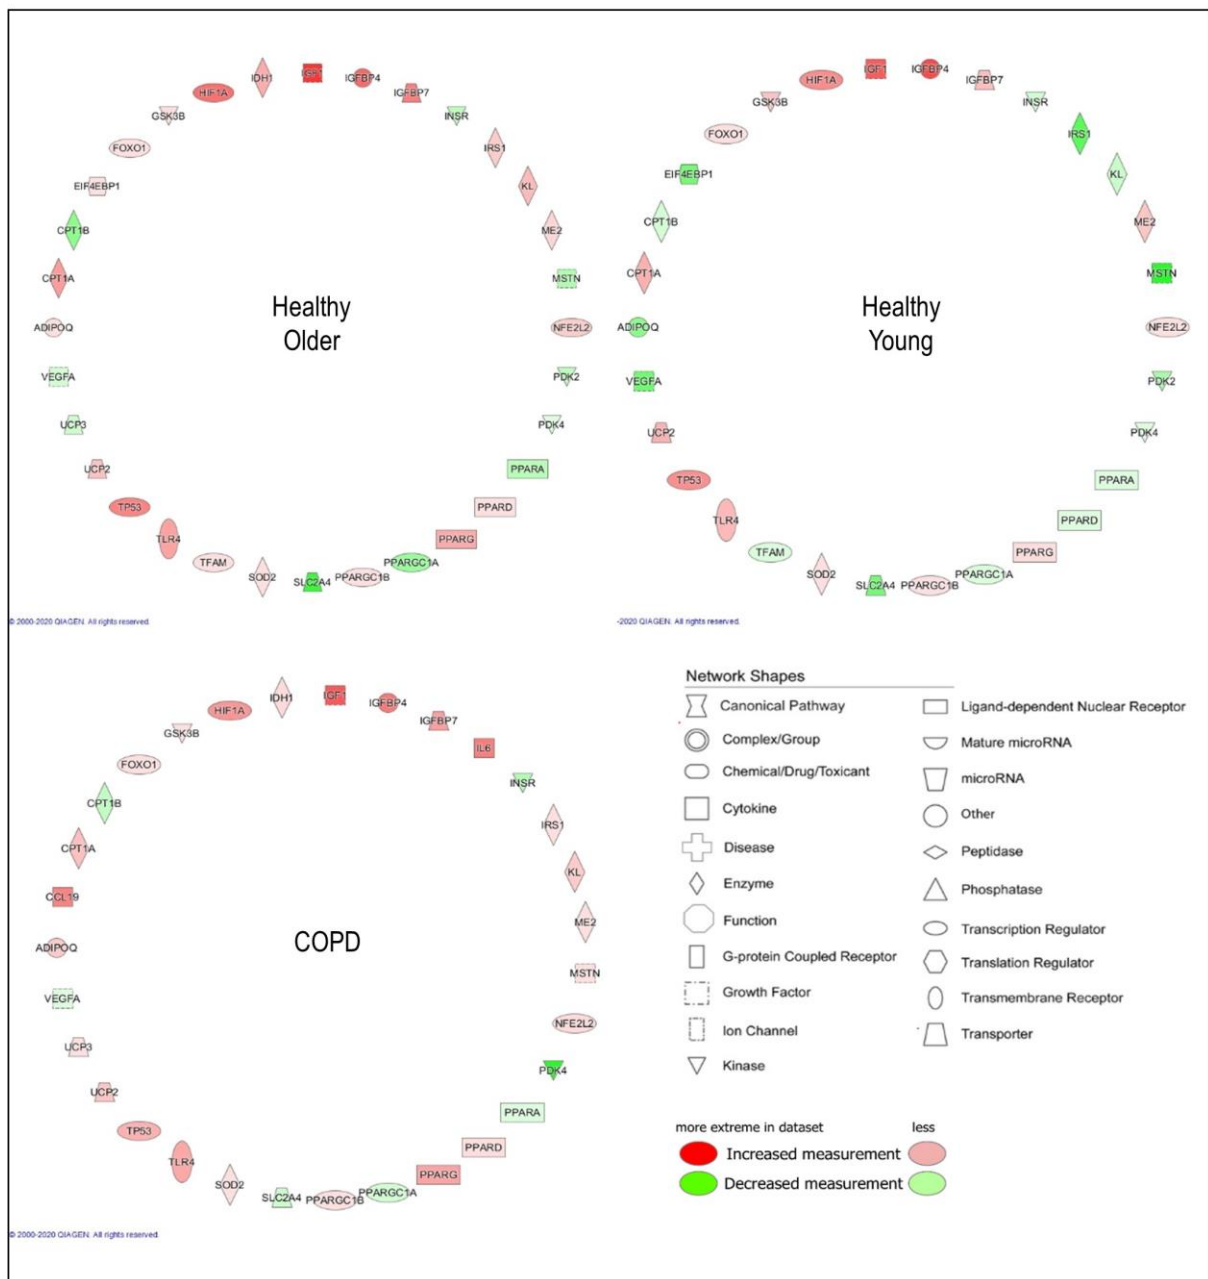 IDH1
IGF1
IGFBP4
IGFBP7
INSR
IRS1
KL
ME2
MSTN
NFE2L2
PDK2
PDK4
PPARA
PPARD
PPARG
PPARGC1A
PPARGC1B
SLC2A4
SOD2
TFAM
TLR4
TP53
UCP2
UCP3
VEGFA
ADIPOQ
CPT1A
CPT1B
EIF4EBP1
FOXO1
GSK3B
HIF1A
Healthy
Older
© 2000-2020 QIAGEN. All rights reserved.
IGF1
IGFBP4
IGFBP7
INSR
IRS1
KL
ME2
MSTN
NFE2L2
PDK2
PDK4
PPARA
PPARD
PPARG
PPARGC1A
PPARGC1B
SLC2A4
SOD2
TFAM
TLR4
TP53
UCP2
VEGFA
ADIPOQ
CPT1A
CPT1B
EIF4EBP1
FOXO1
GSK3B
HIF1A
Healthy
Young
-2020 QIAGEN. All rights reserved.
IDH1
IGF1
IGFBP4
IGFBP7
IL6
INSR
IRS1
KL
ME2
MSTN
NFE2L2
PDK4
PPARA
PPARD
PPARG
PPARGC1A
PPARGC1B
SLC2A4
SOD2
TLR4
TP53
UCP2
UCP3
VEGFA
ADIPOQ
CCL19
CPT1A
CPT1B
FOXO1
GSK3B
HIF1A
COPD
© 2000-2020 QIAGEN. All rights reserved.
Network Shapes
Canonical Pathway
Complex/Group
Chemical/Drug/Toxicant
Cytokine
Disease
Enzyme
Function
G-protein Coupled Receptor
Growth Factor
Ion Channel
Kinase
Ligand-dependent Nuclear Receptor
Mature microRNA
microRNA
Other
Peptidase
Phosphatase
Transcription Regulator
Translation Regulator
Transmembrane Receptor
Transporter
more extreme in dataset less
Increased measurement
Decreased measurement